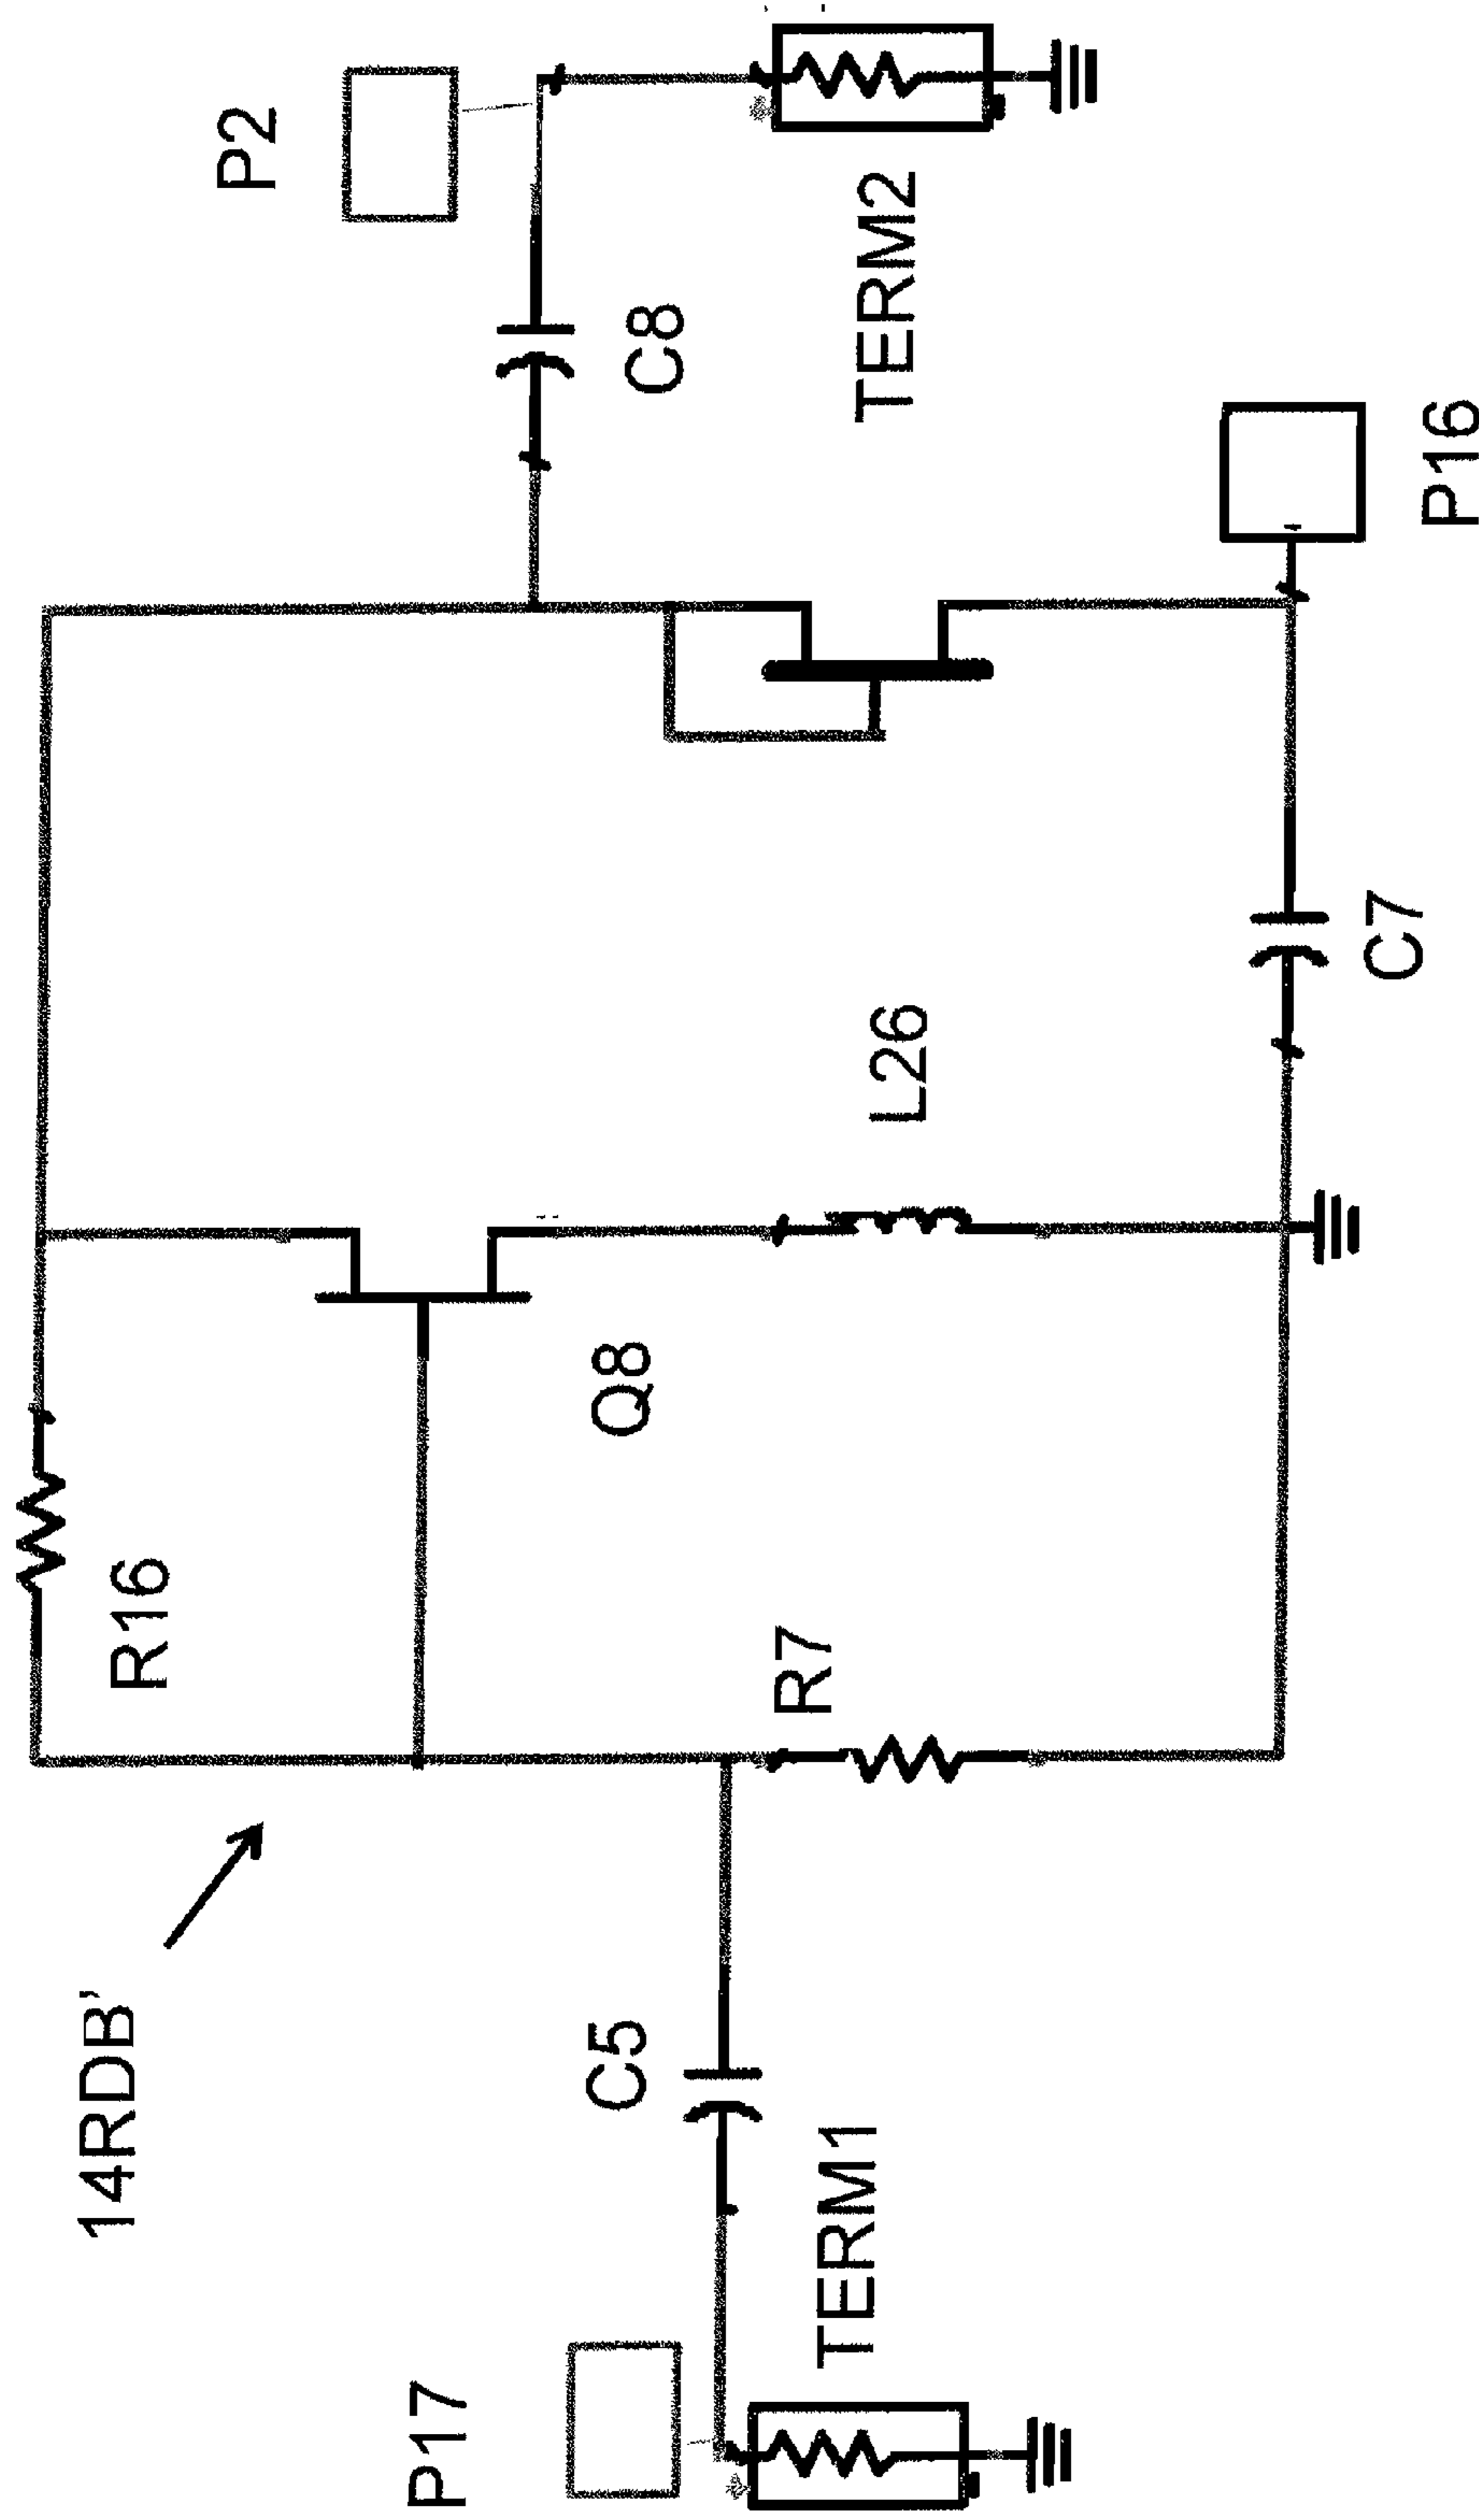 14RDB'
R16
P2
C8
Q8
C5
P17
TERM1
R7
L26
TERM2
C7
P16